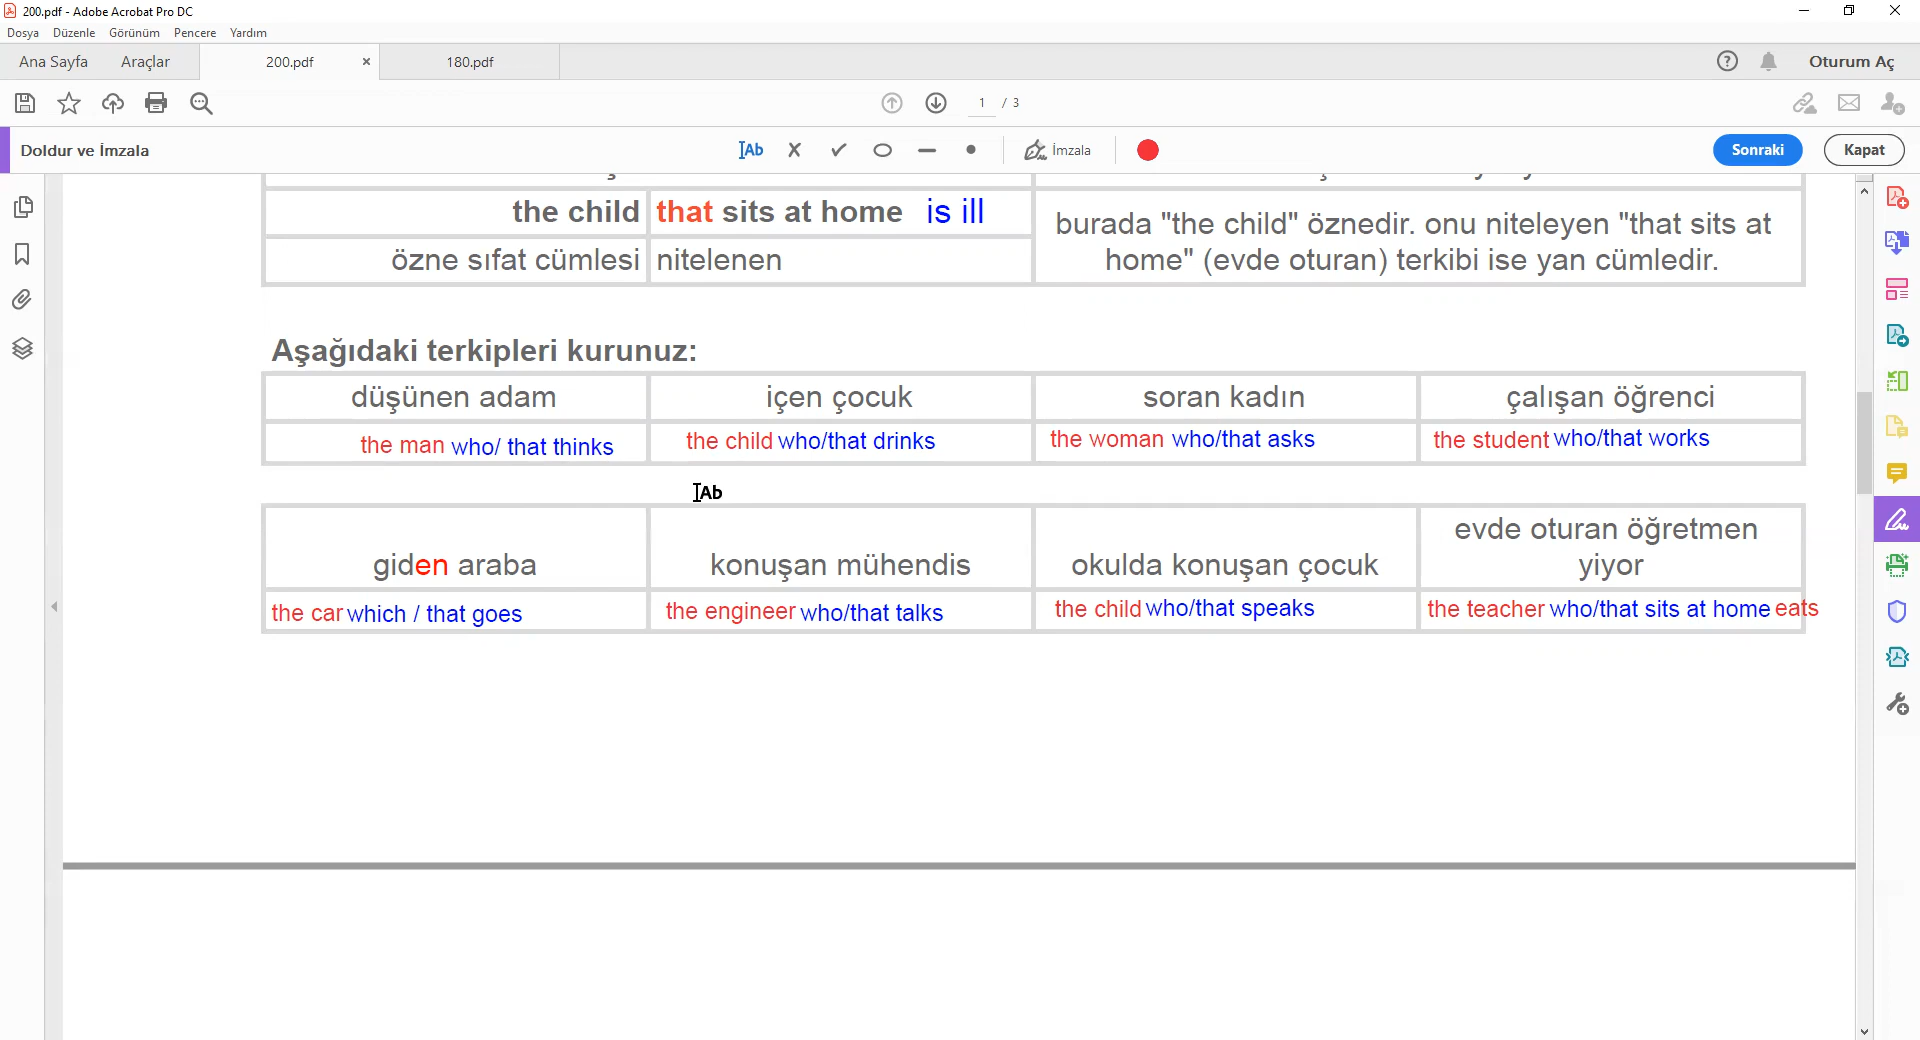 200.pdf - Adobe Acrobat Pro DC
Dosya Düzenle Görünüm Pencere Yardım
Ana Sayfa Araçlar 200.pdf × 180.pdf ? Oturum Aç
1 / 3
Doldur ve İmzala Ab İmzala Sonraki Kapat
the child that sits at home is ill
burada "the child" öznedir. onu niteleyen "that sits at
home" (evde oturan) terkibi ise yan cümledir.
özne sıfat cümlesi nitelenen
Aşağıdaki terkipleri kurunuz:
düşünen adam içen çocuk soran kadın çalışan öğrenci
the man who/ that thinks the child who/that drinks the woman who/that asks the student who/that works
Ab
giden araba konuşan mühendis okulda konuşan çocuk evde oturan öğretmen
yiyor
the car which / that goes the engineer who/that talks the child who/that speaks the teacher who/that sits at home eats